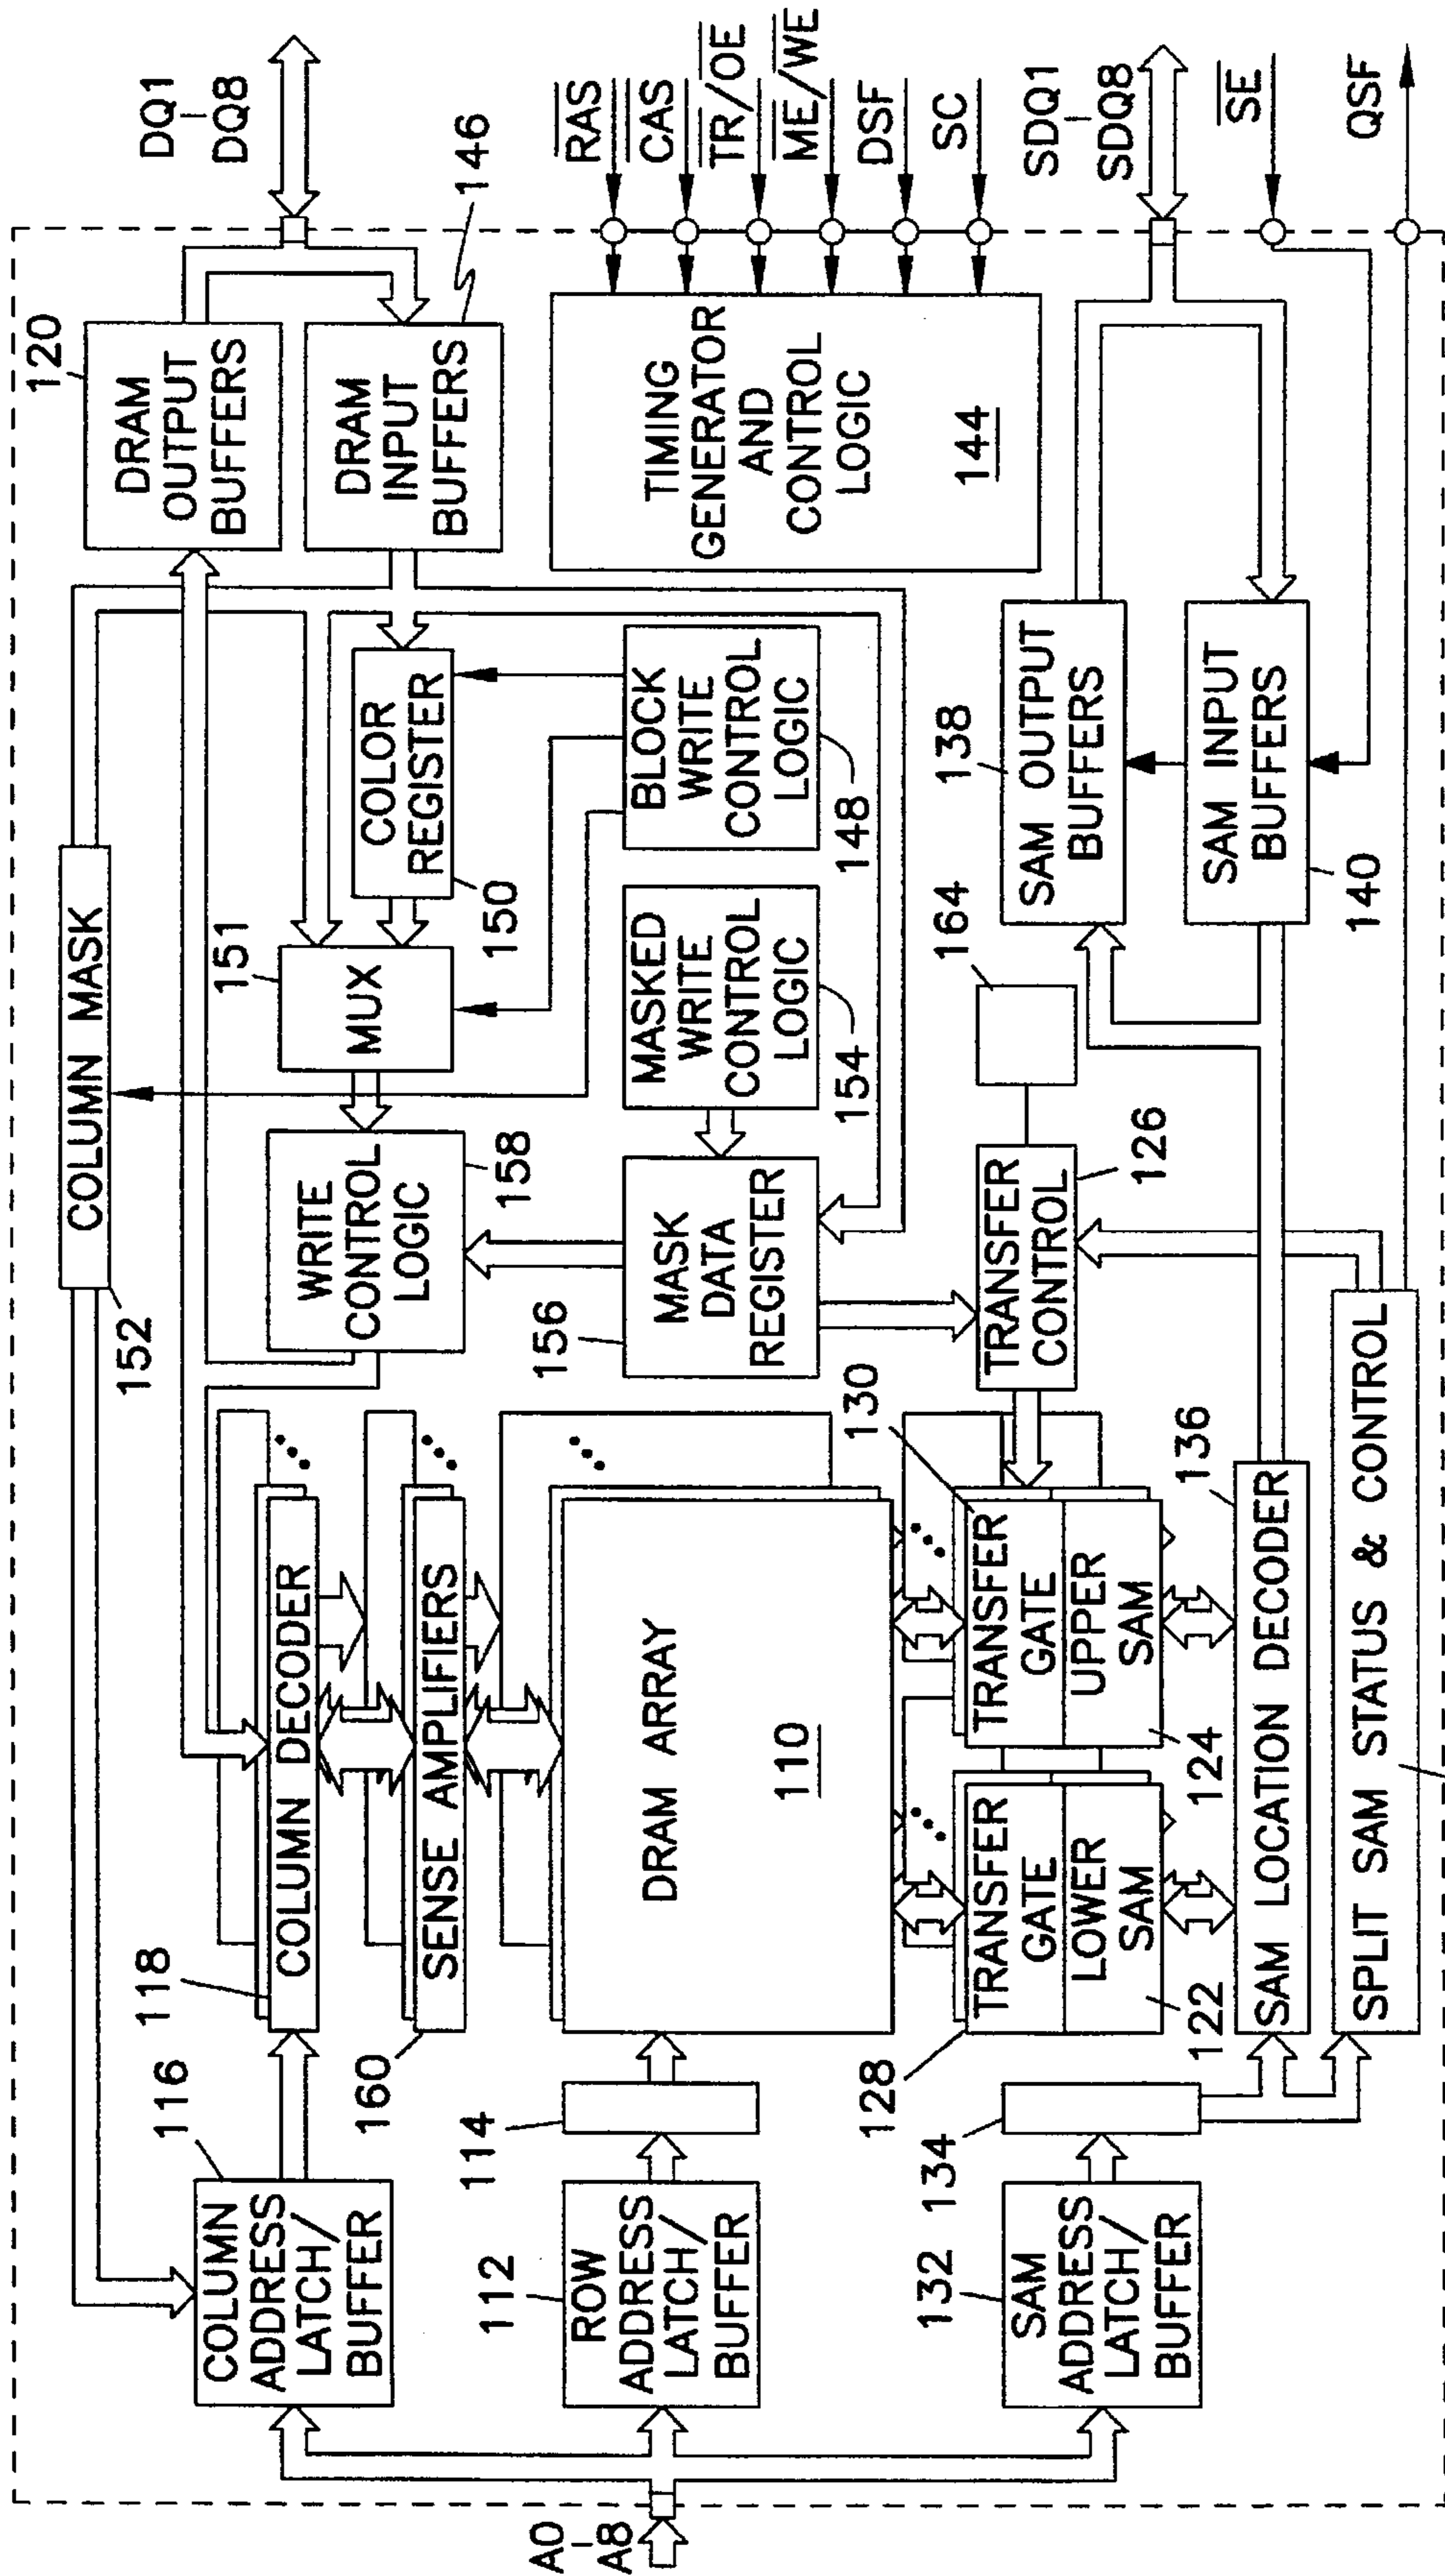 A0
–
A8
COLUMN
ADDRESS
LATCH/
BUFFER
116
ROW
ADDRESS
LATCH/
BUFFER
112
SAM
ADDRESS
LATCH/
BUFFER
132
114
134
118
COLUMN DECODER
160
SENSE AMPLIFIERS
DRAM ARRAY
110
128
TRANSFER
GATE
LOWER
SAM
122
130
TRANSFER
GATE
UPPER
SAM
124
SAM LOCATION DECODER
136
SPLIT SAM STATUS & CONTROL
COLUMN MASK
152
WRITE
CONTROL
LOGIC
158
MUX
151
COLOR
REGISTER
150
MASK
DATA
REGISTER
156
MASKED
WRITE
CONTROL
LOGIC
154
BLOCK
WRITE
CONTROL
LOGIC
148
TRANSFER
CONTROL
126
164
SAM OUTPUT
BUFFERS
138
SAM INPUT
BUFFERS
140
DRAM
OUTPUT
BUFFERS
120
DRAM
INPUT
BUFFERS
146
TIMING
GENERATOR
AND
CONTROL
LOGIC
144
DQ1
–
DQ8
RAS
CAS
TR/OE
ME/WE
DSF
SC
SDQ1
–
SDQ8
SE
QSF